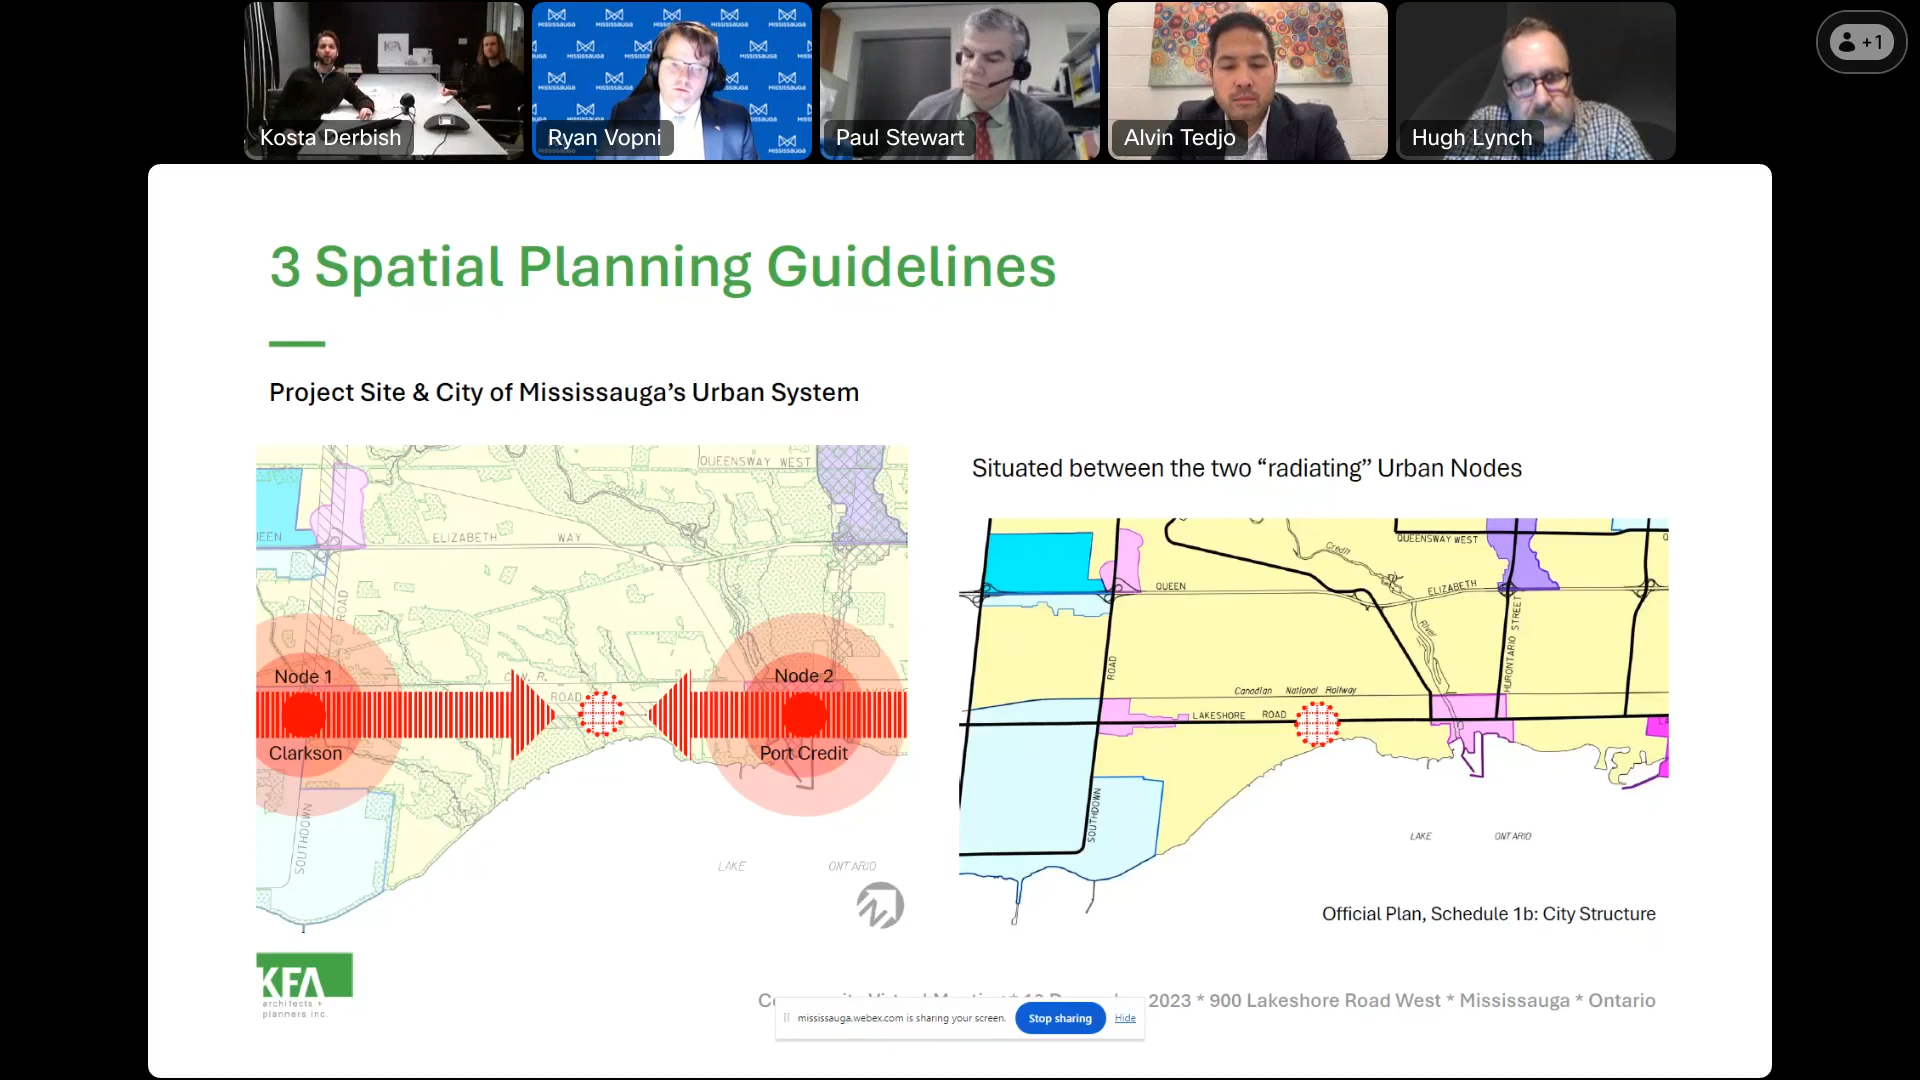 Kosta Derbish
Ryan Vopni
Paul Stewart
Alvin Tedjo
Hugh Lynch
+1
3 Spatial Planning Guidelines
Project Site & City of Mississauga's Urban System
Situated between the two “radiating” Urban Nodes
QUEENSWAY WEST
ELIZABETH WAY
ROAD
Node 1
Clarkson
C.N.R.
ROAD
Node 2
Port Credit
SOUTHDOWN
LAKE ONTARIO
QUEENSWAY WEST
Credit
River
QUEEN
ELIZABETH
HURONTARIO STREET
ROAD
Canadian National Railway
LAKESHORE ROAD
SOUTHDOWN
LAKE ONTARIO
Official Plan, Schedule 1b: City Structure
KFA
architects +
planners inc.
2023 * 900 Lakeshore Road West * Mississauga * Ontario
mississauga.webex.com is sharing your screen.
Stop sharing
Hide